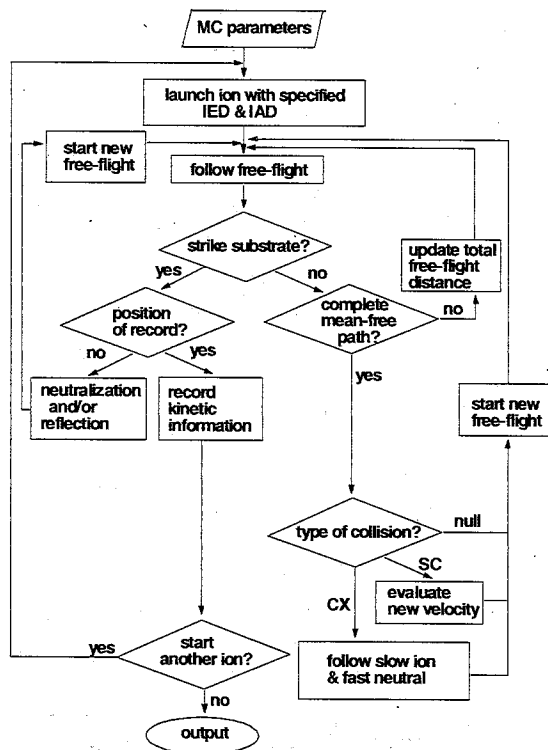 MC parameters
launch ion with specified
IED & IAD
start new
free-flight
follow free-flight
strike substrate?
yes
no
update total
free-flight
distance
position
of record?
complete
mean-free
path?
no
no
yes
yes
neutralization
and/or
reflection
record
kinetic
information
start new
free-flight
type of collision?
null
SC
CX
evaluate
new velocity
yes
start
another ion?
follow slow ion
& fast neutral
no
output